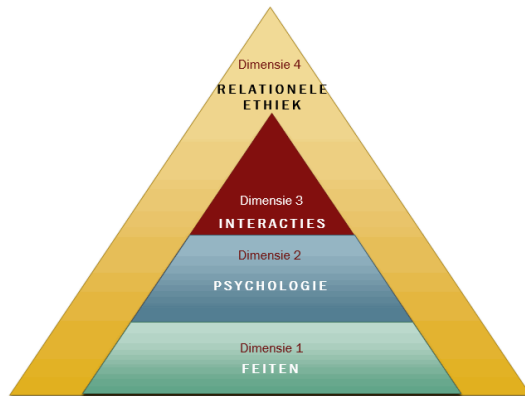 Dimensie 4
RELATIONELE
ETHIEK
Dimensie 3
INTERACTIES
Dimensie 2
PSYCHOLOGIE
Dimensie 1
FEITEN